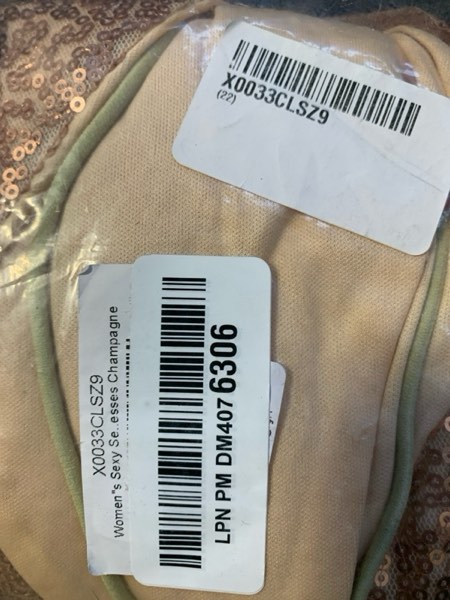 X0033CLSZ9
(22)
X0033CLSZ9
Women"s Sexy Se..esses Champagne
LPN PM DM407 6306